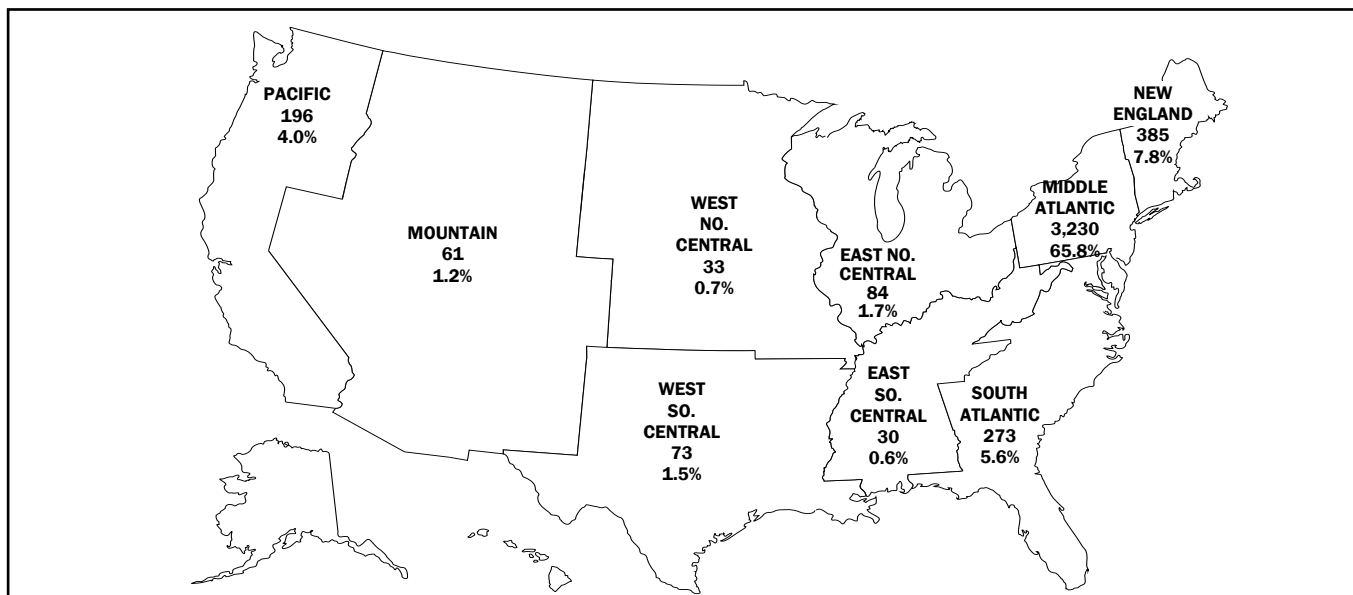 PACIFIC
196
4.0%
MOUNTAIN
61
1.2%
WEST
NO.
CENTRAL
33
0.7%
WEST
SO.
CENTRAL
73
1.5%
EAST NO.
CENTRAL
84
1.7%
EAST
SO.
CENTRAL
30
0.6%
SOUTH
ATLANTIC
273
5.6%
MIDDLE
ATLANTIC
3,230
65.8%
NEW
ENGLAND
385
7.8%